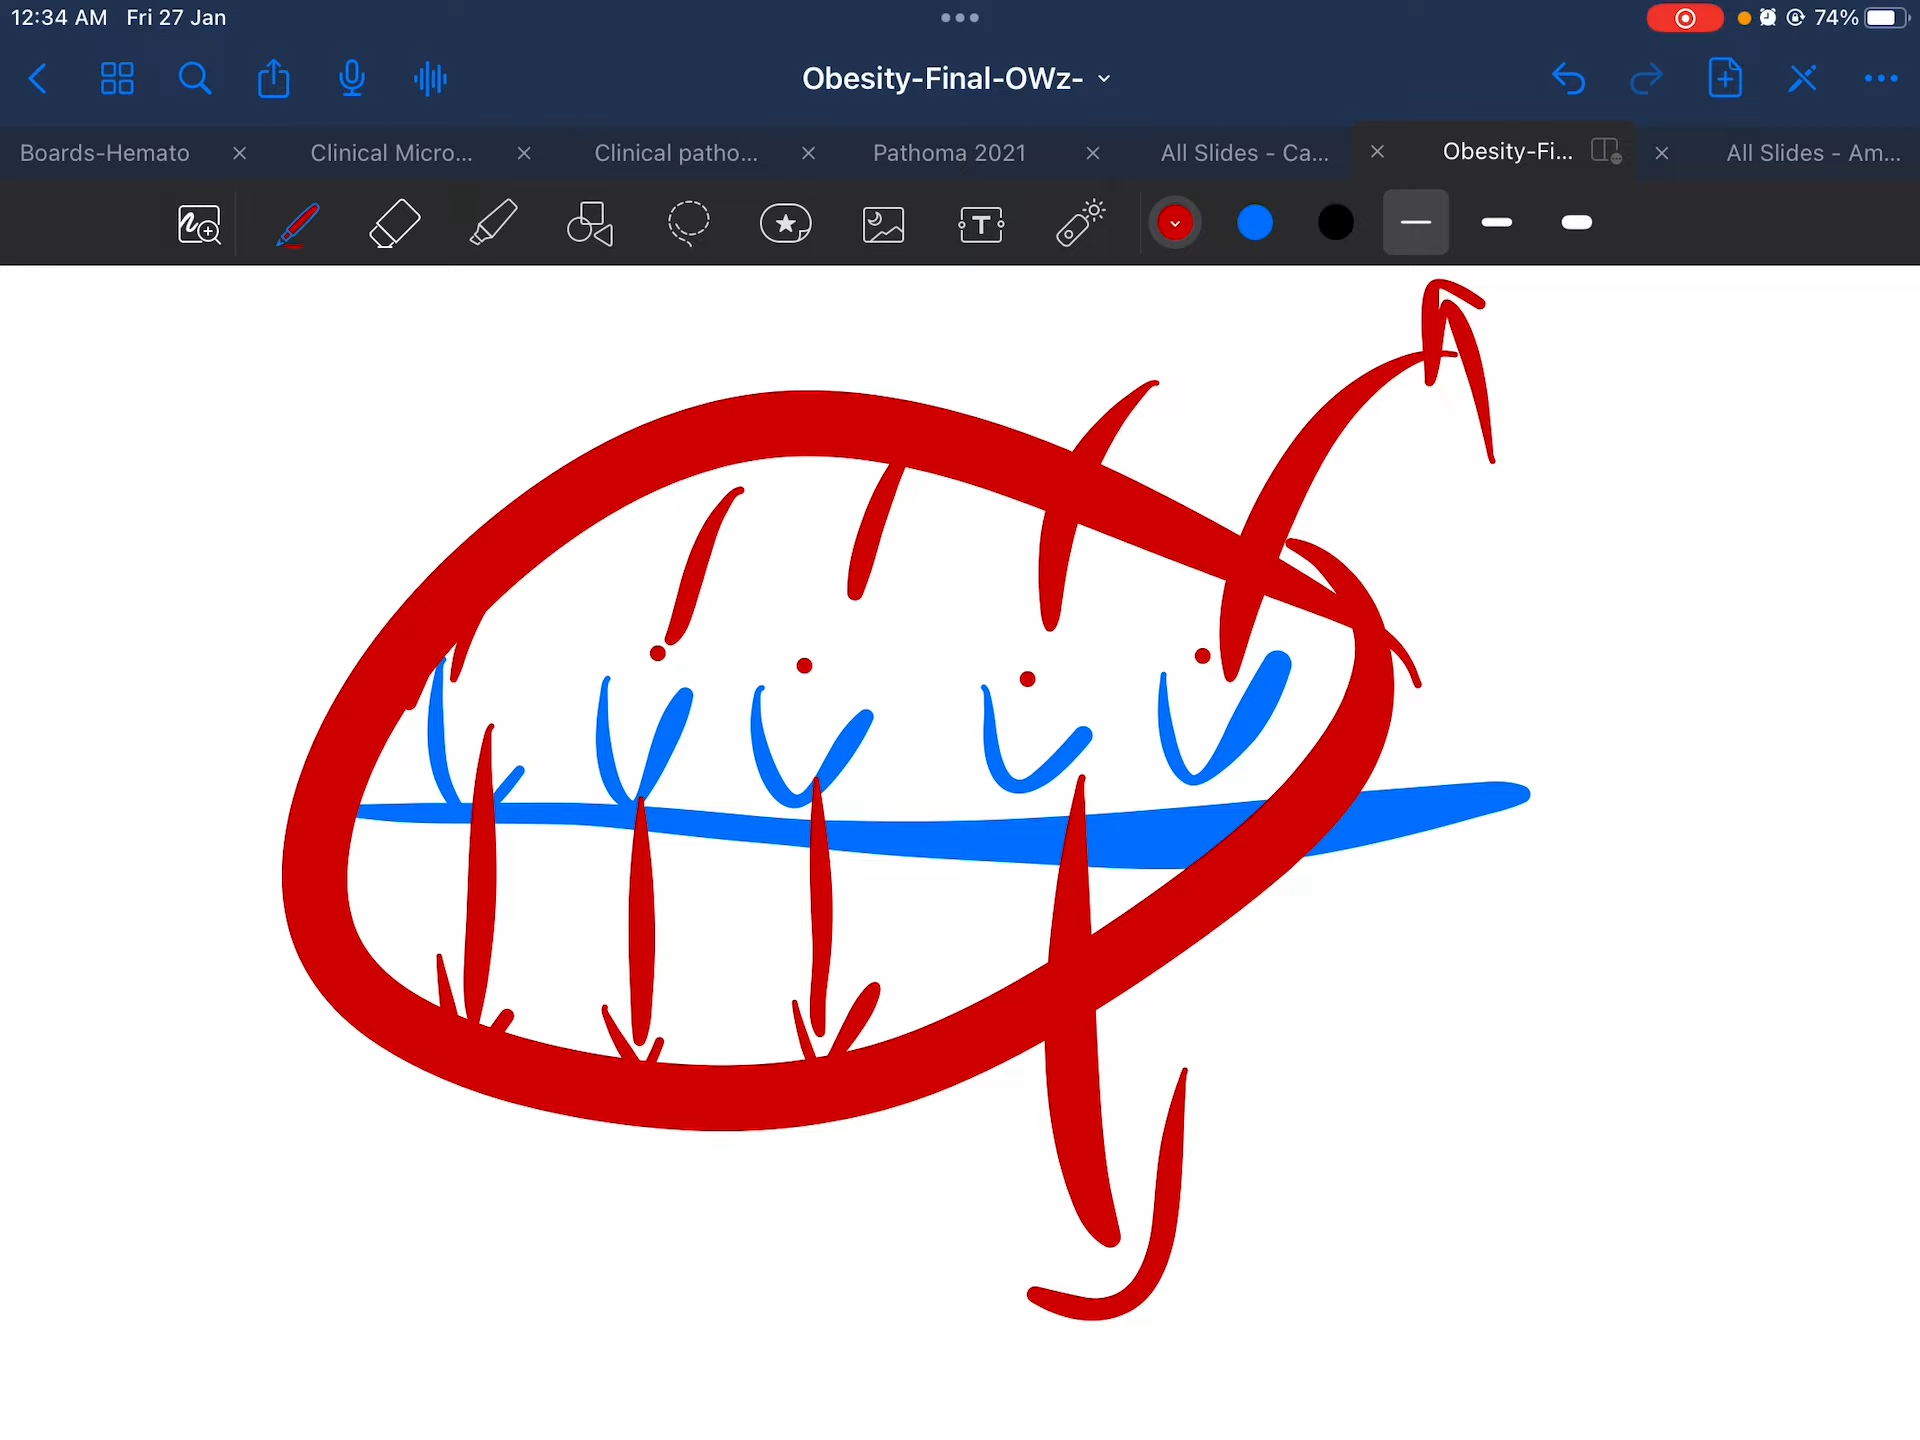 12:34 AM Fri 27 Jan 74%
Obesity-Final-OWz-
Boards-Hemato Clinical Micro... Clinical patho... Pathoma 2021 All Slides - Ca... Obesity-Fi... All Slides - Am...
T